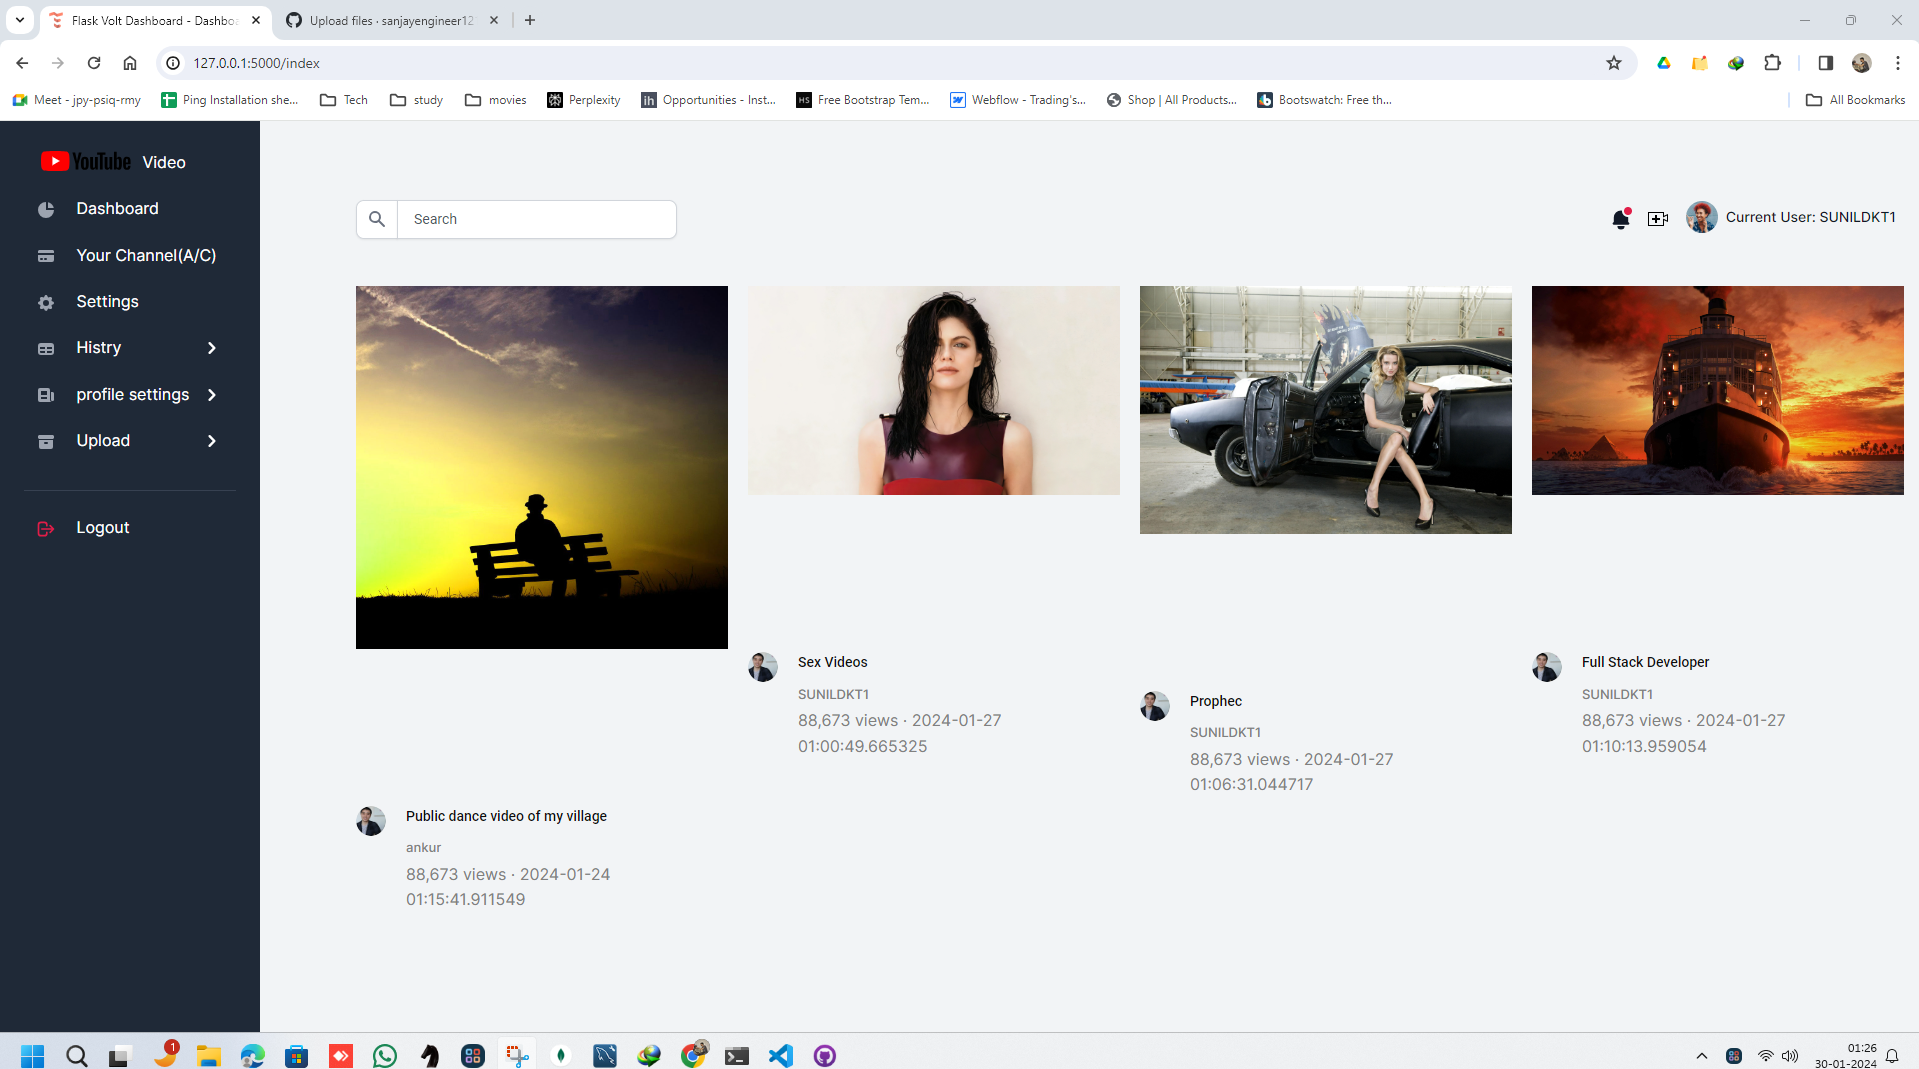 Flask Volt Dashboard - Dashbo
Upload files · sanjayengineer12
127.0.0.1:5000/index
Meet - jpy-psiq-rmy
Ping Installation she...
Tech
study
movies
Perplexity
ih
Opportunities - Inst...
HS
Free Bootstrap Tem...
Webflow - Trading's...
Shop | All Products...
Bootswatch: Free th...
All Bookmarks
YouTube Video
Dashboard
Your Channel(A/C)
Settings
Histry
profile settings
Upload
Logout
Search
Current User: SUNILDKT1
Sex Videos
SUNILDKT1
88,673 views · 2024-01-27
01:00:49.665325
Prophec
SUNILDKT1
88,673 views · 2024-01-27
01:06:31.044717
Full Stack Developer
SUNILDKT1
88,673 views · 2024-01-27
01:10:13.959054
Public dance video of my village
ankur
88,673 views · 2024-01-24
01:15:41.911549
1
01:26
30-01-2024